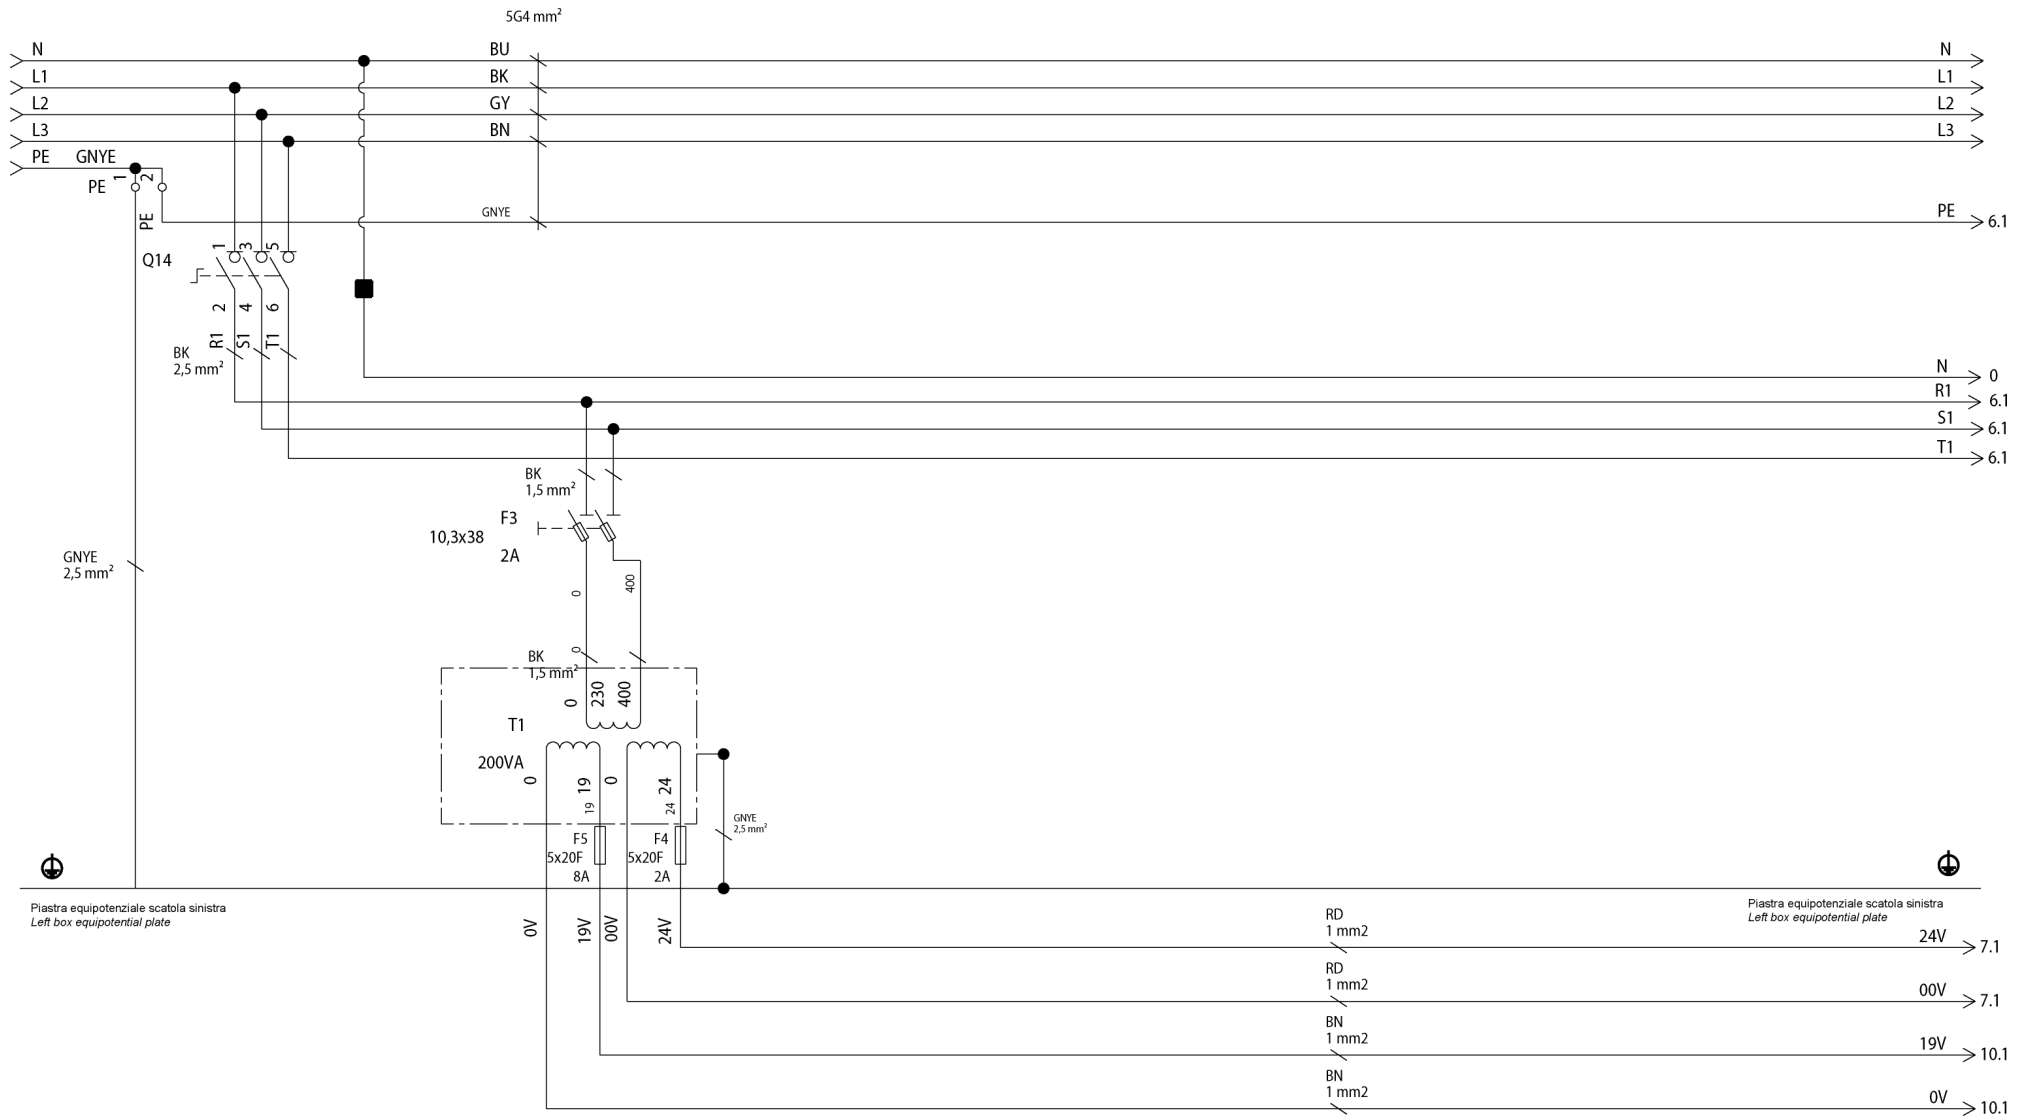 5G4 mm²
N BU N
L1 BK L1
L2 GY L2
L3 BN L3
PE GNYE
PE 1 2
PE GNYE PE 6.1
Q14 1 3 5
2 4 6
R1 S1 T1
BK
2,5 mm²
N 0
R1 6.1
S1 6.1
T1 6.1
BK
1,5 mm²
F3
10,3x38
2A
GNYE
2,5 mm²
0 400
0
BK
1,5 mm²
0 230 400
T1
200VA
0 19 0 24
19 24
GNYE
2,5 mm²
F5 F4
5x20F 5x20F
8A 2A
Piastra equipotenziale scatola sinistra
Left box equipotential plate
Piastra equipotenziale scatola sinistra
Left box equipotential plate
0V 19V 00V 24V
RD
1 mm2
24V 7.1
RD
1 mm2
00V 7.1
BN
1 mm2
19V 10.1
BN
1 mm2
0V 10.1